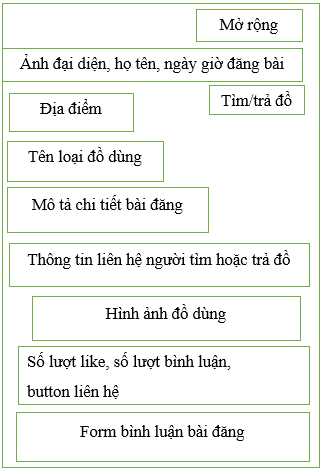 Mở rộng
Ảnh đại diện, họ tên, ngày giờ đăng bài
Địa điểm
Tìm/trả đồ
Tên loại đồ dùng
Mô tả chi tiết bài đăng
Thông tin liên hệ người tìm hoặc trả đồ
Hình ảnh đồ dùng
Số lượt like, số lượt bình luận,
button liên hệ
Form bình luận bài đăng